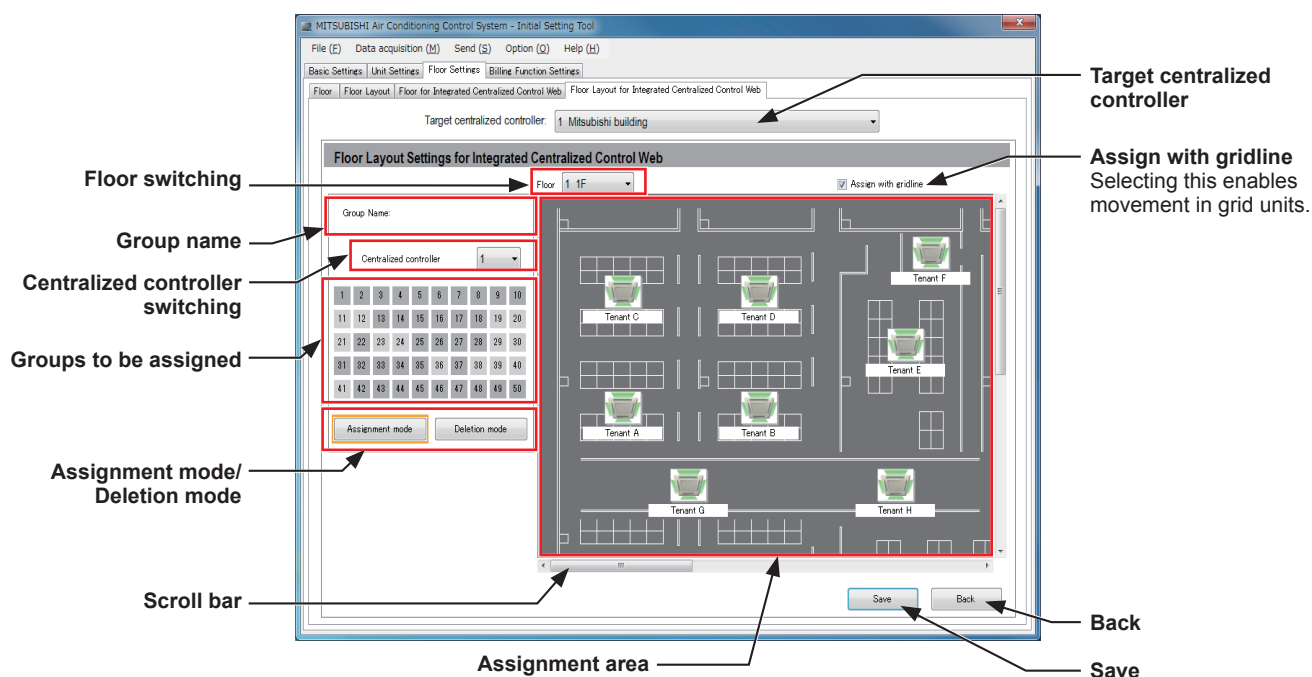 MITSUBISHI Air Conditioning Control System - Initial Setting Tool
File (F) Data acquisition (M) Send (S) Option (O) Help (H)
Basic Settings Unit Settings Floor Settings Billing Function Settings
Floor Floor Layout Floor for Integrated Centralized Control Web Floor Layout for Integrated Centralized Control Web
Target centralized controller: 1 Mitsubishi building
Target centralized
controller
Floor Layout Settings for Integrated Centralized Control Web
Floor switching
Floor 1 1F
Assign with gridline
Assign with gridline
Selecting this enables
movement in grid units.
Group name
Group Name:
Centralized controller
switching
Centralized controller 1
Groups to be assigned
1 2 3 4 5 6 7 8 9 10
11 12 13 14 15 16 17 18 19 20
21 22 23 24 25 26 27 28 29 30
31 32 33 34 35 36 37 38 39 40
41 42 43 44 45 46 47 48 49 50
Assignment mode Deletion mode
Assignment mode/
Deletion mode
Tenant F
Tenant C Tenant D
Tenant E
Tenant A Tenant B
Tenant G Tenant H
Scroll bar
Save Back
Back
Assignment area
Save